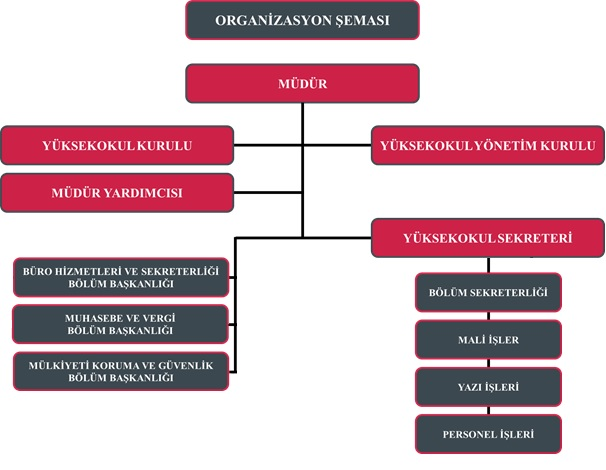 ORGANİZASYON ŞEMASI
MÜDÜR
YÜKSEKOKUL KURULU
YÜKSEKOKUL YÖNETİM KURULU
MÜDÜR YARDIMCISI
YÜKSEKOKUL SEKRETERİ
BÜRO HİZMETLERİ VE SEKRETERLİĞİ
BÖLÜM BAŞKANLIĞI
MUHASEBE VE VERGİ
BÖLÜM BAŞKANLIĞI
MÜLKİYETİ KORUMA VE GÜVENLİK
BÖLÜM BAŞKANLIĞI
BÖLÜM SEKRETERLİĞİ
MALİ İŞLER
YAZI İŞLERİ
PERSONEL İŞLERİ